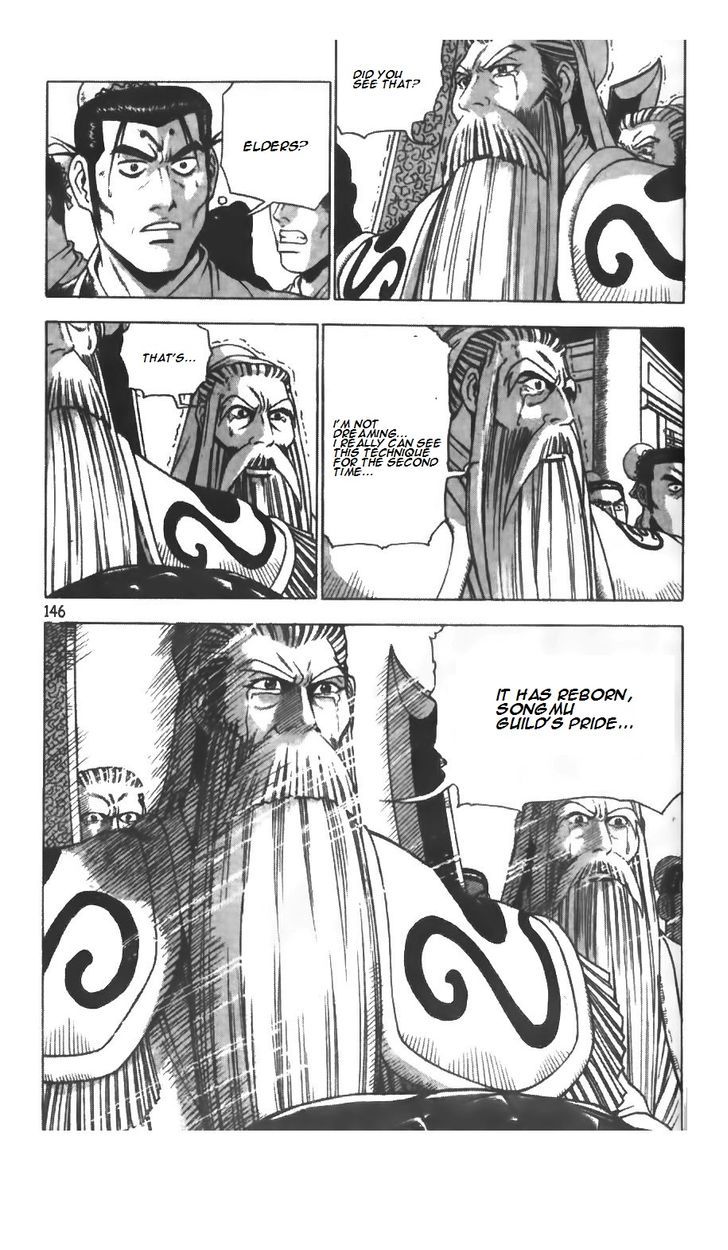 ELDERS?
DID YOU
SEE THAT?
THAT'S...
I'M NOT
DREAMING...
I REALLY CAN SEE
THIS TECHNIQUE
FOR THE SECOND
TIME...
146
IT HAS REBORN,
SONGMU
GUILD'S PRIDE...